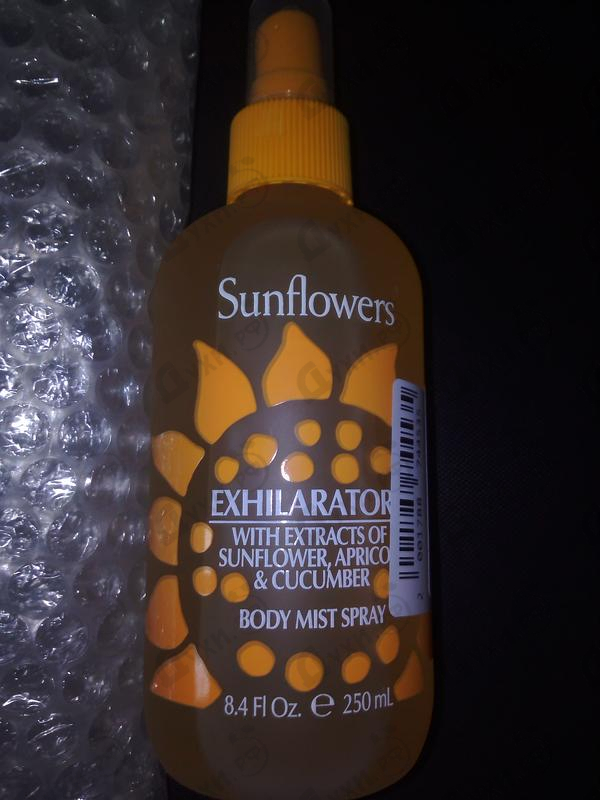 Sunflowers
EXHILARATOR
WITH EXTRACTS OF
SUNFLOWER, APRICO
& CUCUMBER
BODY MIST SPRAY
8.4 Fl Oz. e 250 mL